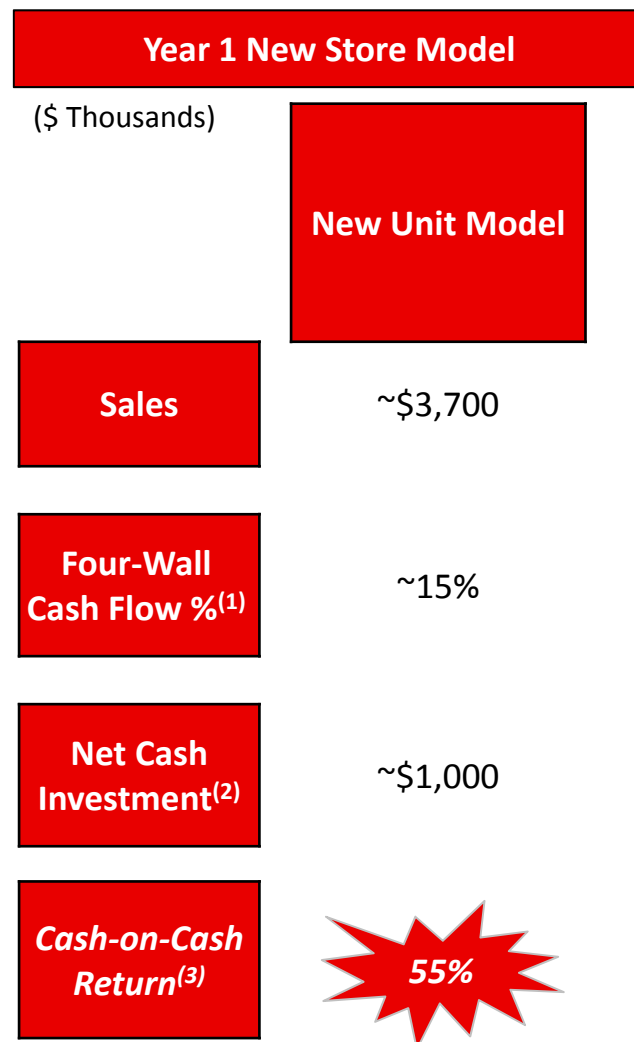 Year 1 New Store Model
($ Thousands)
New Unit Model
Sales
~$3,700
Four-Wall
Cash Flow %(1)
~15%
Net Cash
Investment(2)
~$1,000
Cash-on-Cash
Return(3)
55%